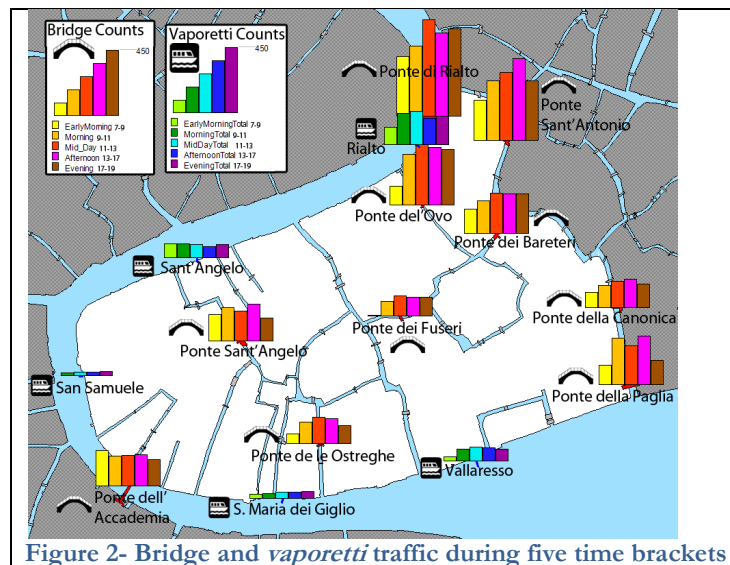 Bridge Counts
450
EarlyMorning 7-9
Morning 9-11
Mid_Day 11-13
Afternoon 13-17
Evening 17-19
Vaporetti Counts
450
EarlyMorningTotal 7-9
MorningTotal 9-11
MidDayTotal 11-13
AfternoonTotal 13-17
EveningTotal 17-19
Ponte di Rialto
Ponte
Sant'Antonio
Rialto
Ponte del'Ovo
Ponte dei Bareteri
Sant'Angelo
Ponte della Canonica
Ponte dei Fuseri
Ponte Sant'Angelo
San Samuele
Ponte della Paglia
Ponte de le Ostreghe
Vallaresso
Ponte dell'
Accademia
S. Maria dei Giglio
Figure 2- Bridge and vaporetti traffic during five time brackets